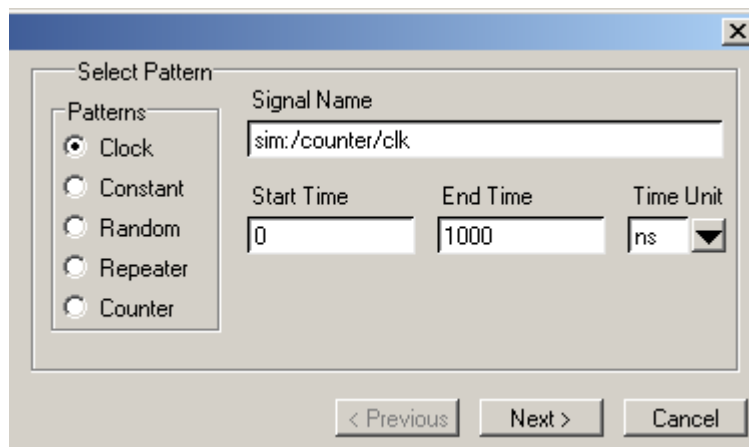 Select Pattern
Patterns
Clock
Constant
Random
Repeater
Counter
Signal Name
sim:/counter/clk
Start Time
End Time
Time Unit
0
1000
ns
< Previous
Next >
Cancel